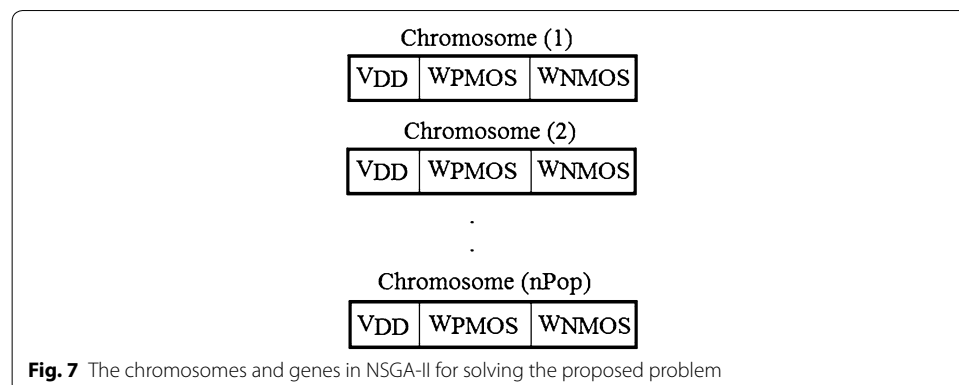 Chromosome (1)
VDD WPMOS WNMOS
Chromosome (2)
VDD WPMOS WNMOS
.
.
Chromosome (nPop)
VDD WPMOS WNMOS
Fig. 7 The chromosomes and genes in NSGA-II for solving the proposed problem